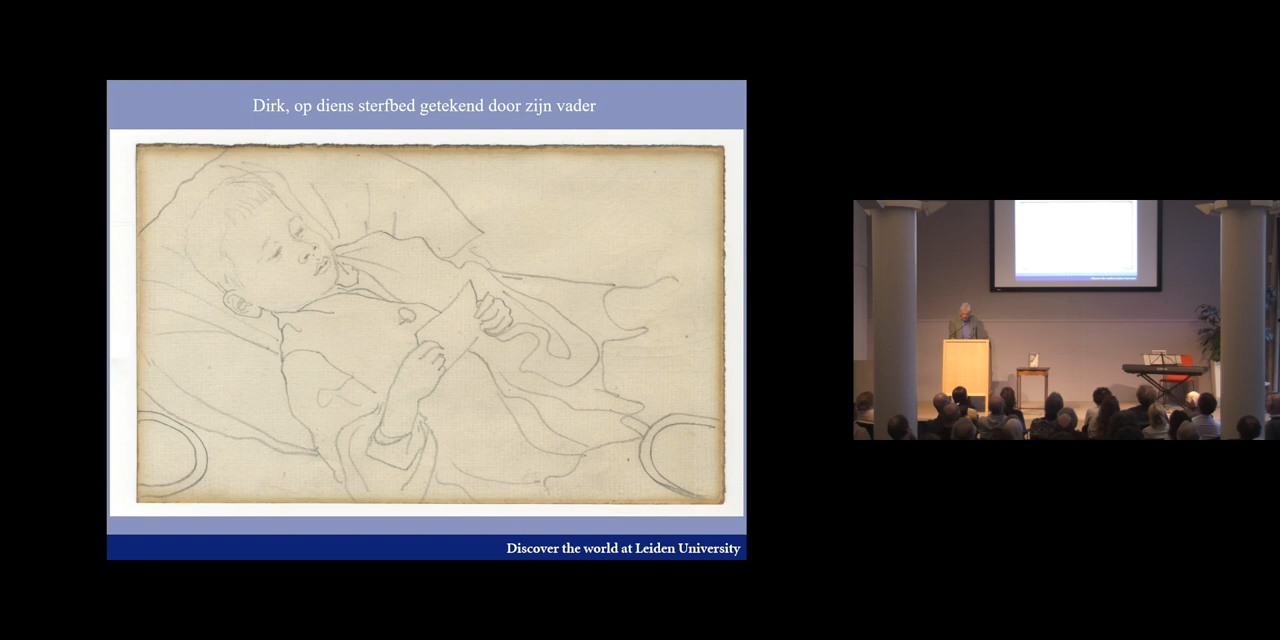 Dirk, op diens sterfbed getekend door zijn vader
Discover the world at Leiden University